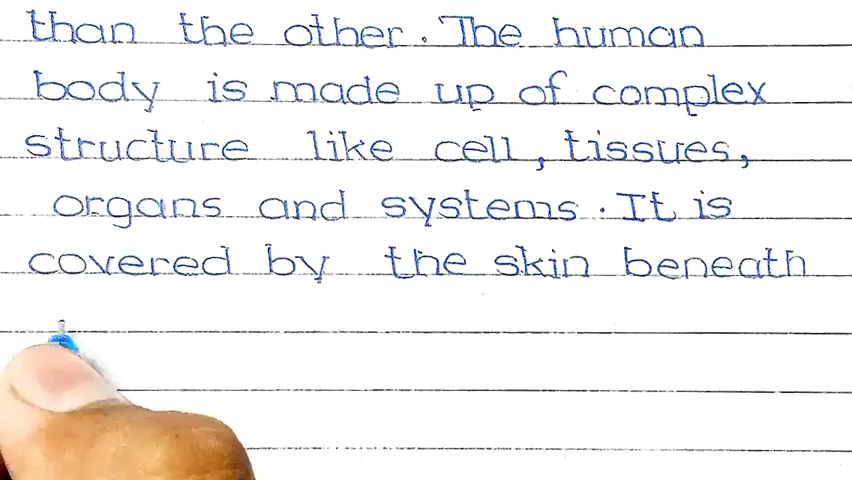 than the other. The human
body is made up of complex
structure like cell, tissues,
organs and systems. It is
covered by the skin beneath